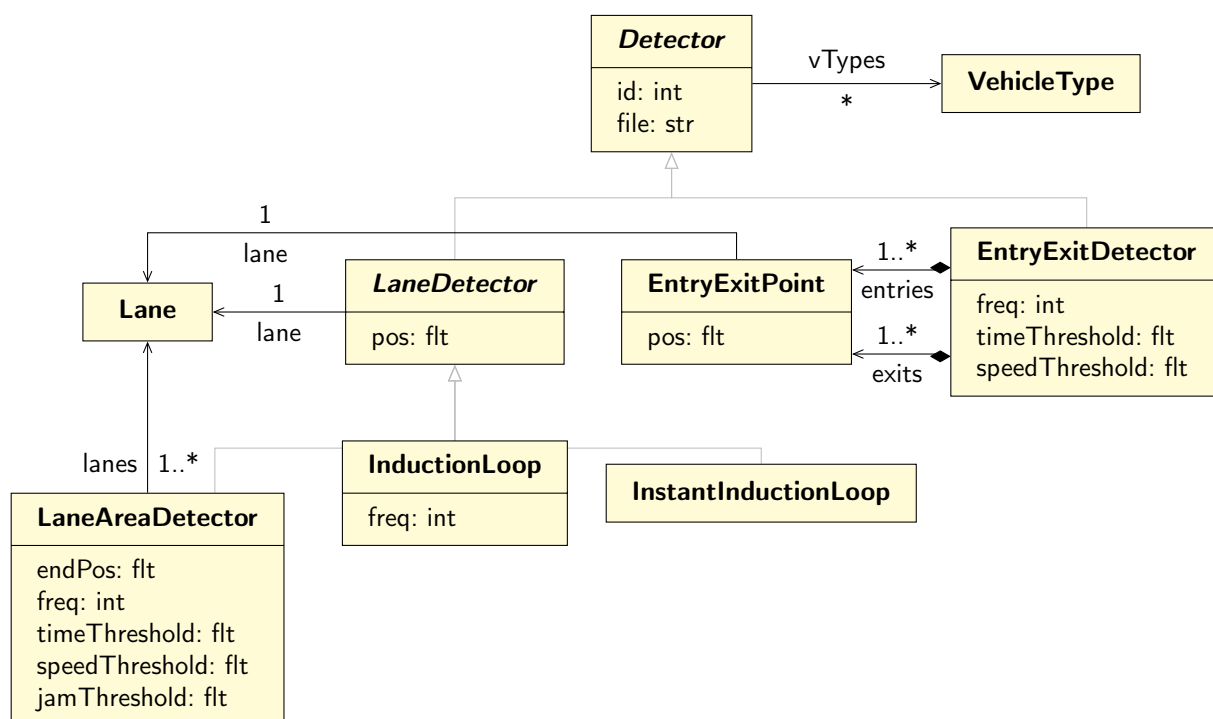 Detector
id: int
file: str
vTypes
*
VehicleType
1
lane
Lane
1
lane
LaneDetector
pos: flt
EntryExitPoint
pos: flt
1..*
entries
1..*
exits
EntryExitDetector
freq: int
timeThreshold: flt
speedThreshold: flt
lanes 1..*
InductionLoop
freq: int
InstantInductionLoop
LaneAreaDetector
endPos: flt
freq: int
timeThreshold: flt
speedThreshold: flt
jamThreshold: flt